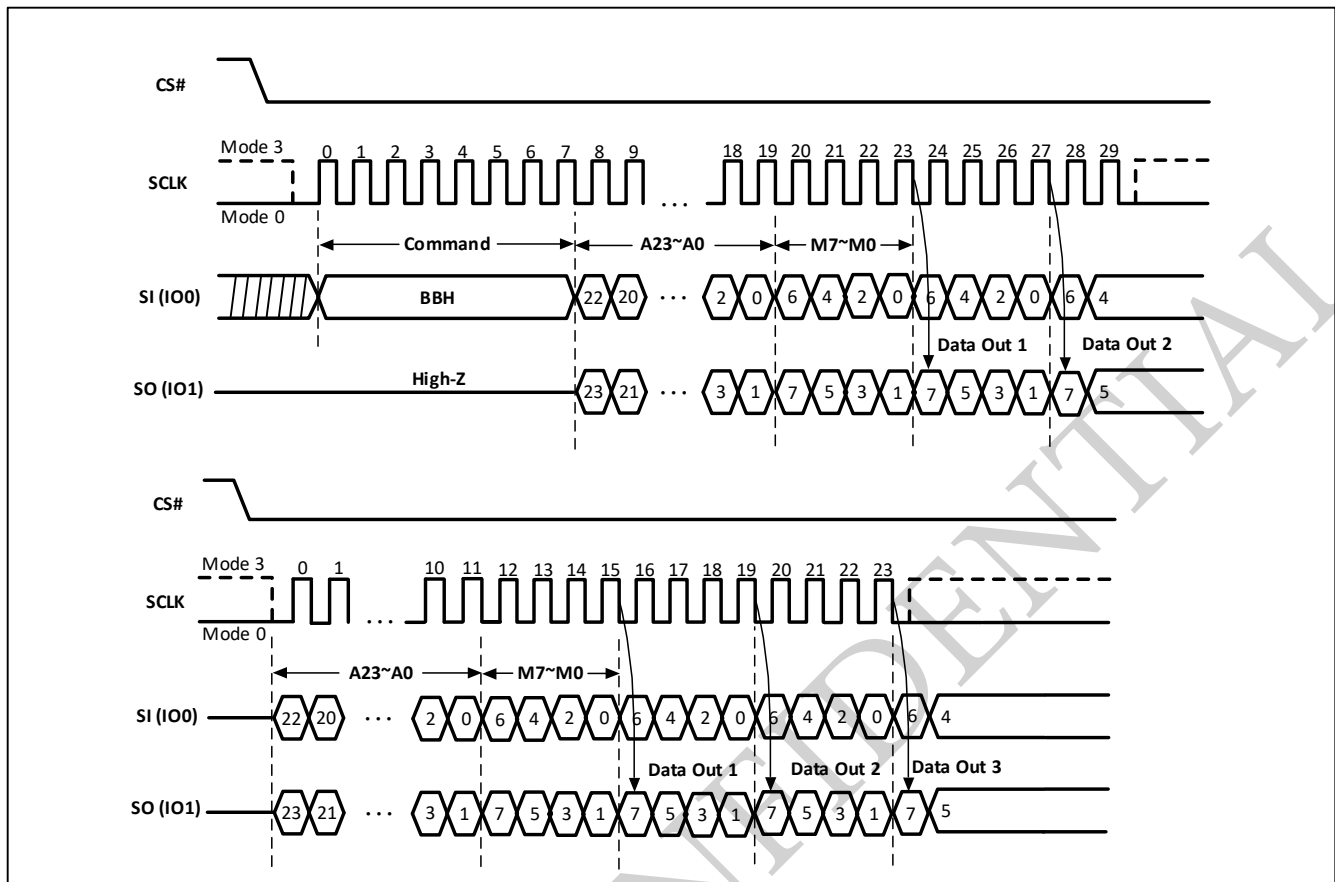 CS#
Mode 3
0 1 2 3 4 5 6 7 8 9 18 19 20 21 22 23 24 25 26 27 28 29
SCLK
...
Mode 0
Command A23~A0 M7~M0
SI (IO0) BBH 22 20 ... 2 0 6 4 2 0 6 4 2 0 6 4
Data Out 1 Data Out 2
High-Z
SO (IO1) 23 21 ... 3 1 7 5 3 1 7 5 3 1 7 5
CS#
Mode 3
0 1 10 11 12 13 14 15 16 17 18 19 20 21 22 23
SCLK
...
Mode 0
A23~A0 M7~M0
SI (IO0) 22 20 ... 2 0 6 4 2 0 6 4 2 0 6 4 2 0 6 4
Data Out 1 Data Out 2 Data Out 3
SO (IO1) 23 21 ... 3 1 7 5 3 1 7 5 3 1 7 5 3 1 7 5